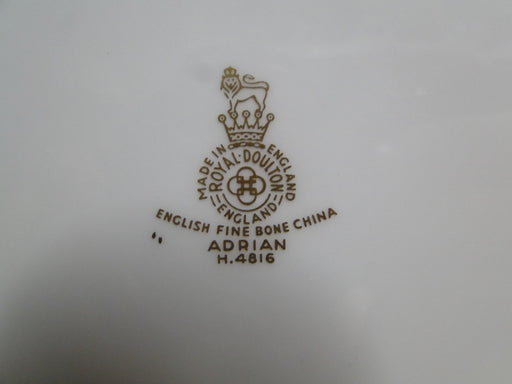 MADE IN ENGLAND
ROYAL·DOULTON
ENGLAND
ENGLISH FINE BONE CHINA
ADRIAN
H.4816